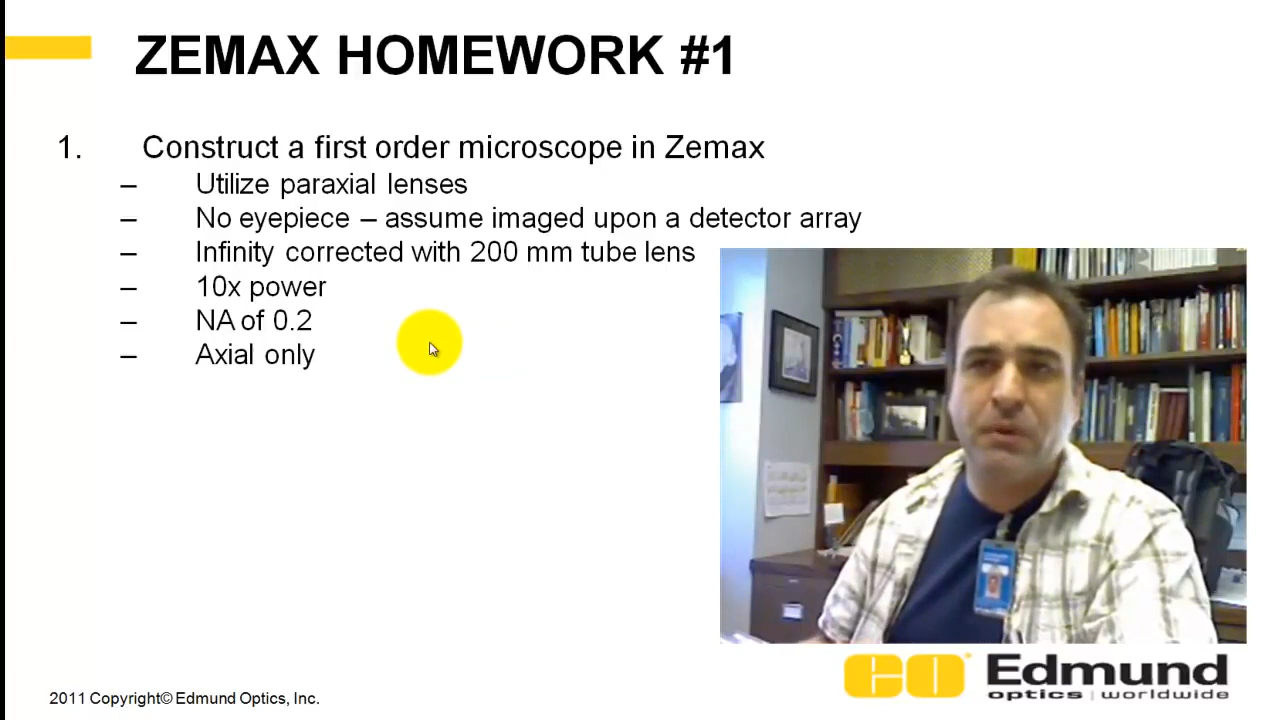 ZEMAX HOMEWORK #1
1. Construct a first order microscope in Zemax
– Utilize paraxial lenses
– No eyepiece – assume imaged upon a detector array
– Infinity corrected with 200 mm tube lens
– 10x power
– NA of 0.2
– Axial only
EO Edmund
optics | worldwide
2011 Copyright© Edmund Optics, Inc.